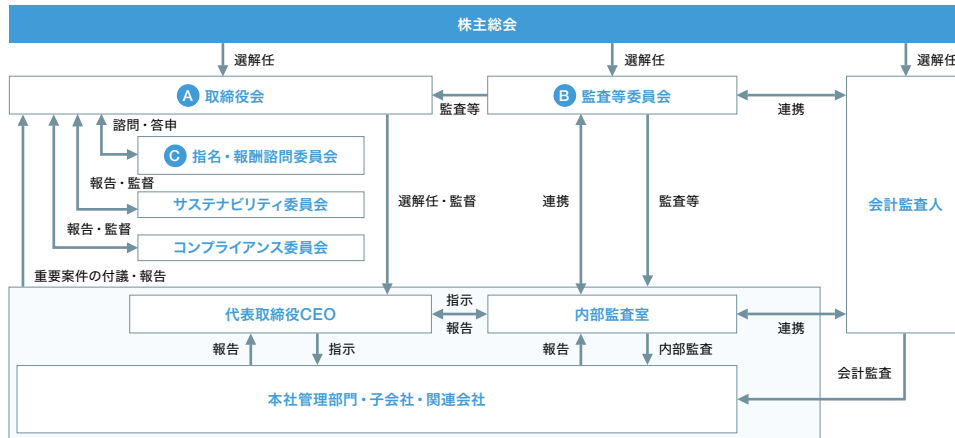 株主総会
選解任
選解任
選解任
A 取締役会
監査等
B 監査等委員会
連携
諮問・答申
C 指名・報酬諮問委員会
報告・監督
サステナビリティ委員会
選解任・監督
連携
監査等
会計監査人
報告・監督
コンプライアンス委員会
重要案件の付議・報告
代表取締役CEO
指示
報告
内部監査室
連携
報告
指示
報告
内部監査
会計監査
本社管理部門・子会社・関連会社